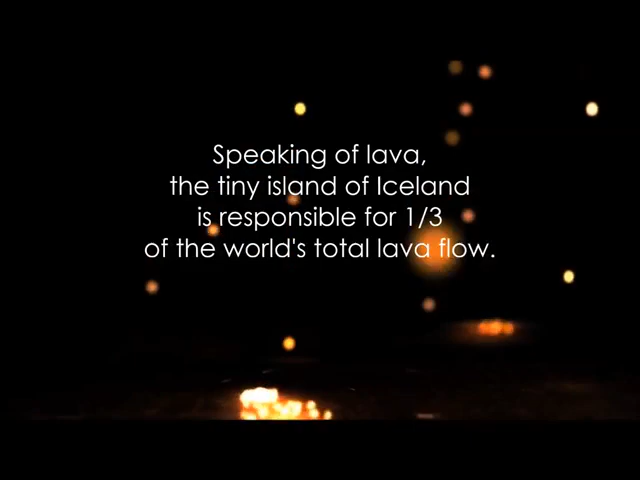 Speaking of lava,
the tiny island of Iceland
is responsible for 1/3
of the world's total lava flow.